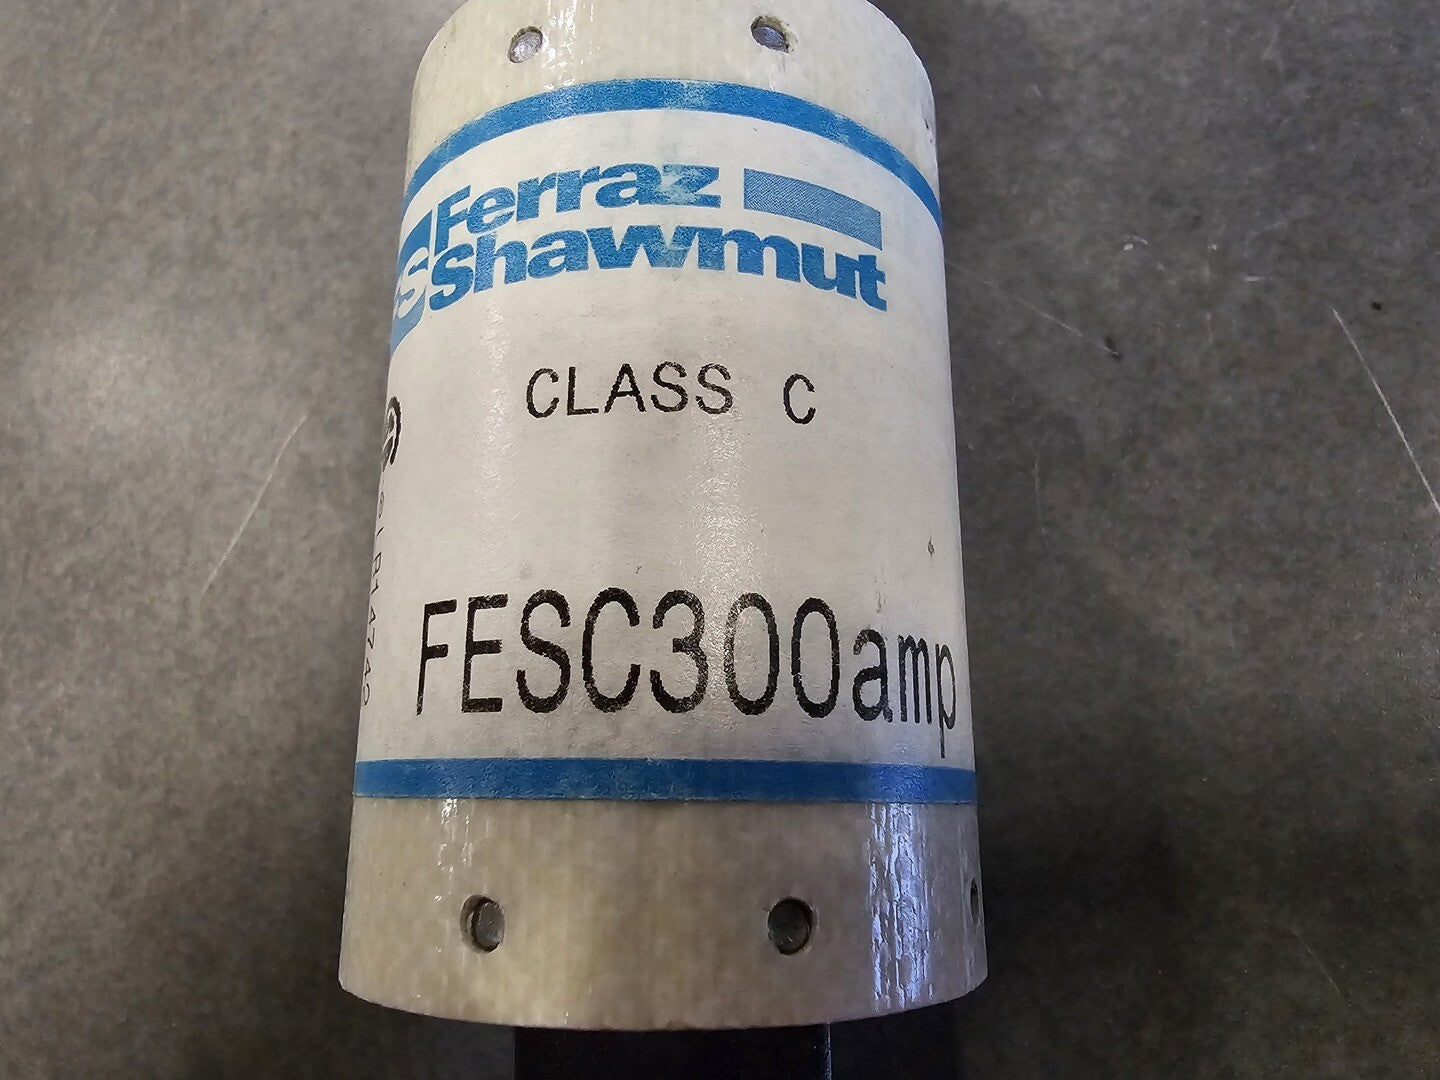 Ferraz
Shawmut
CLASS C
FESC300amp